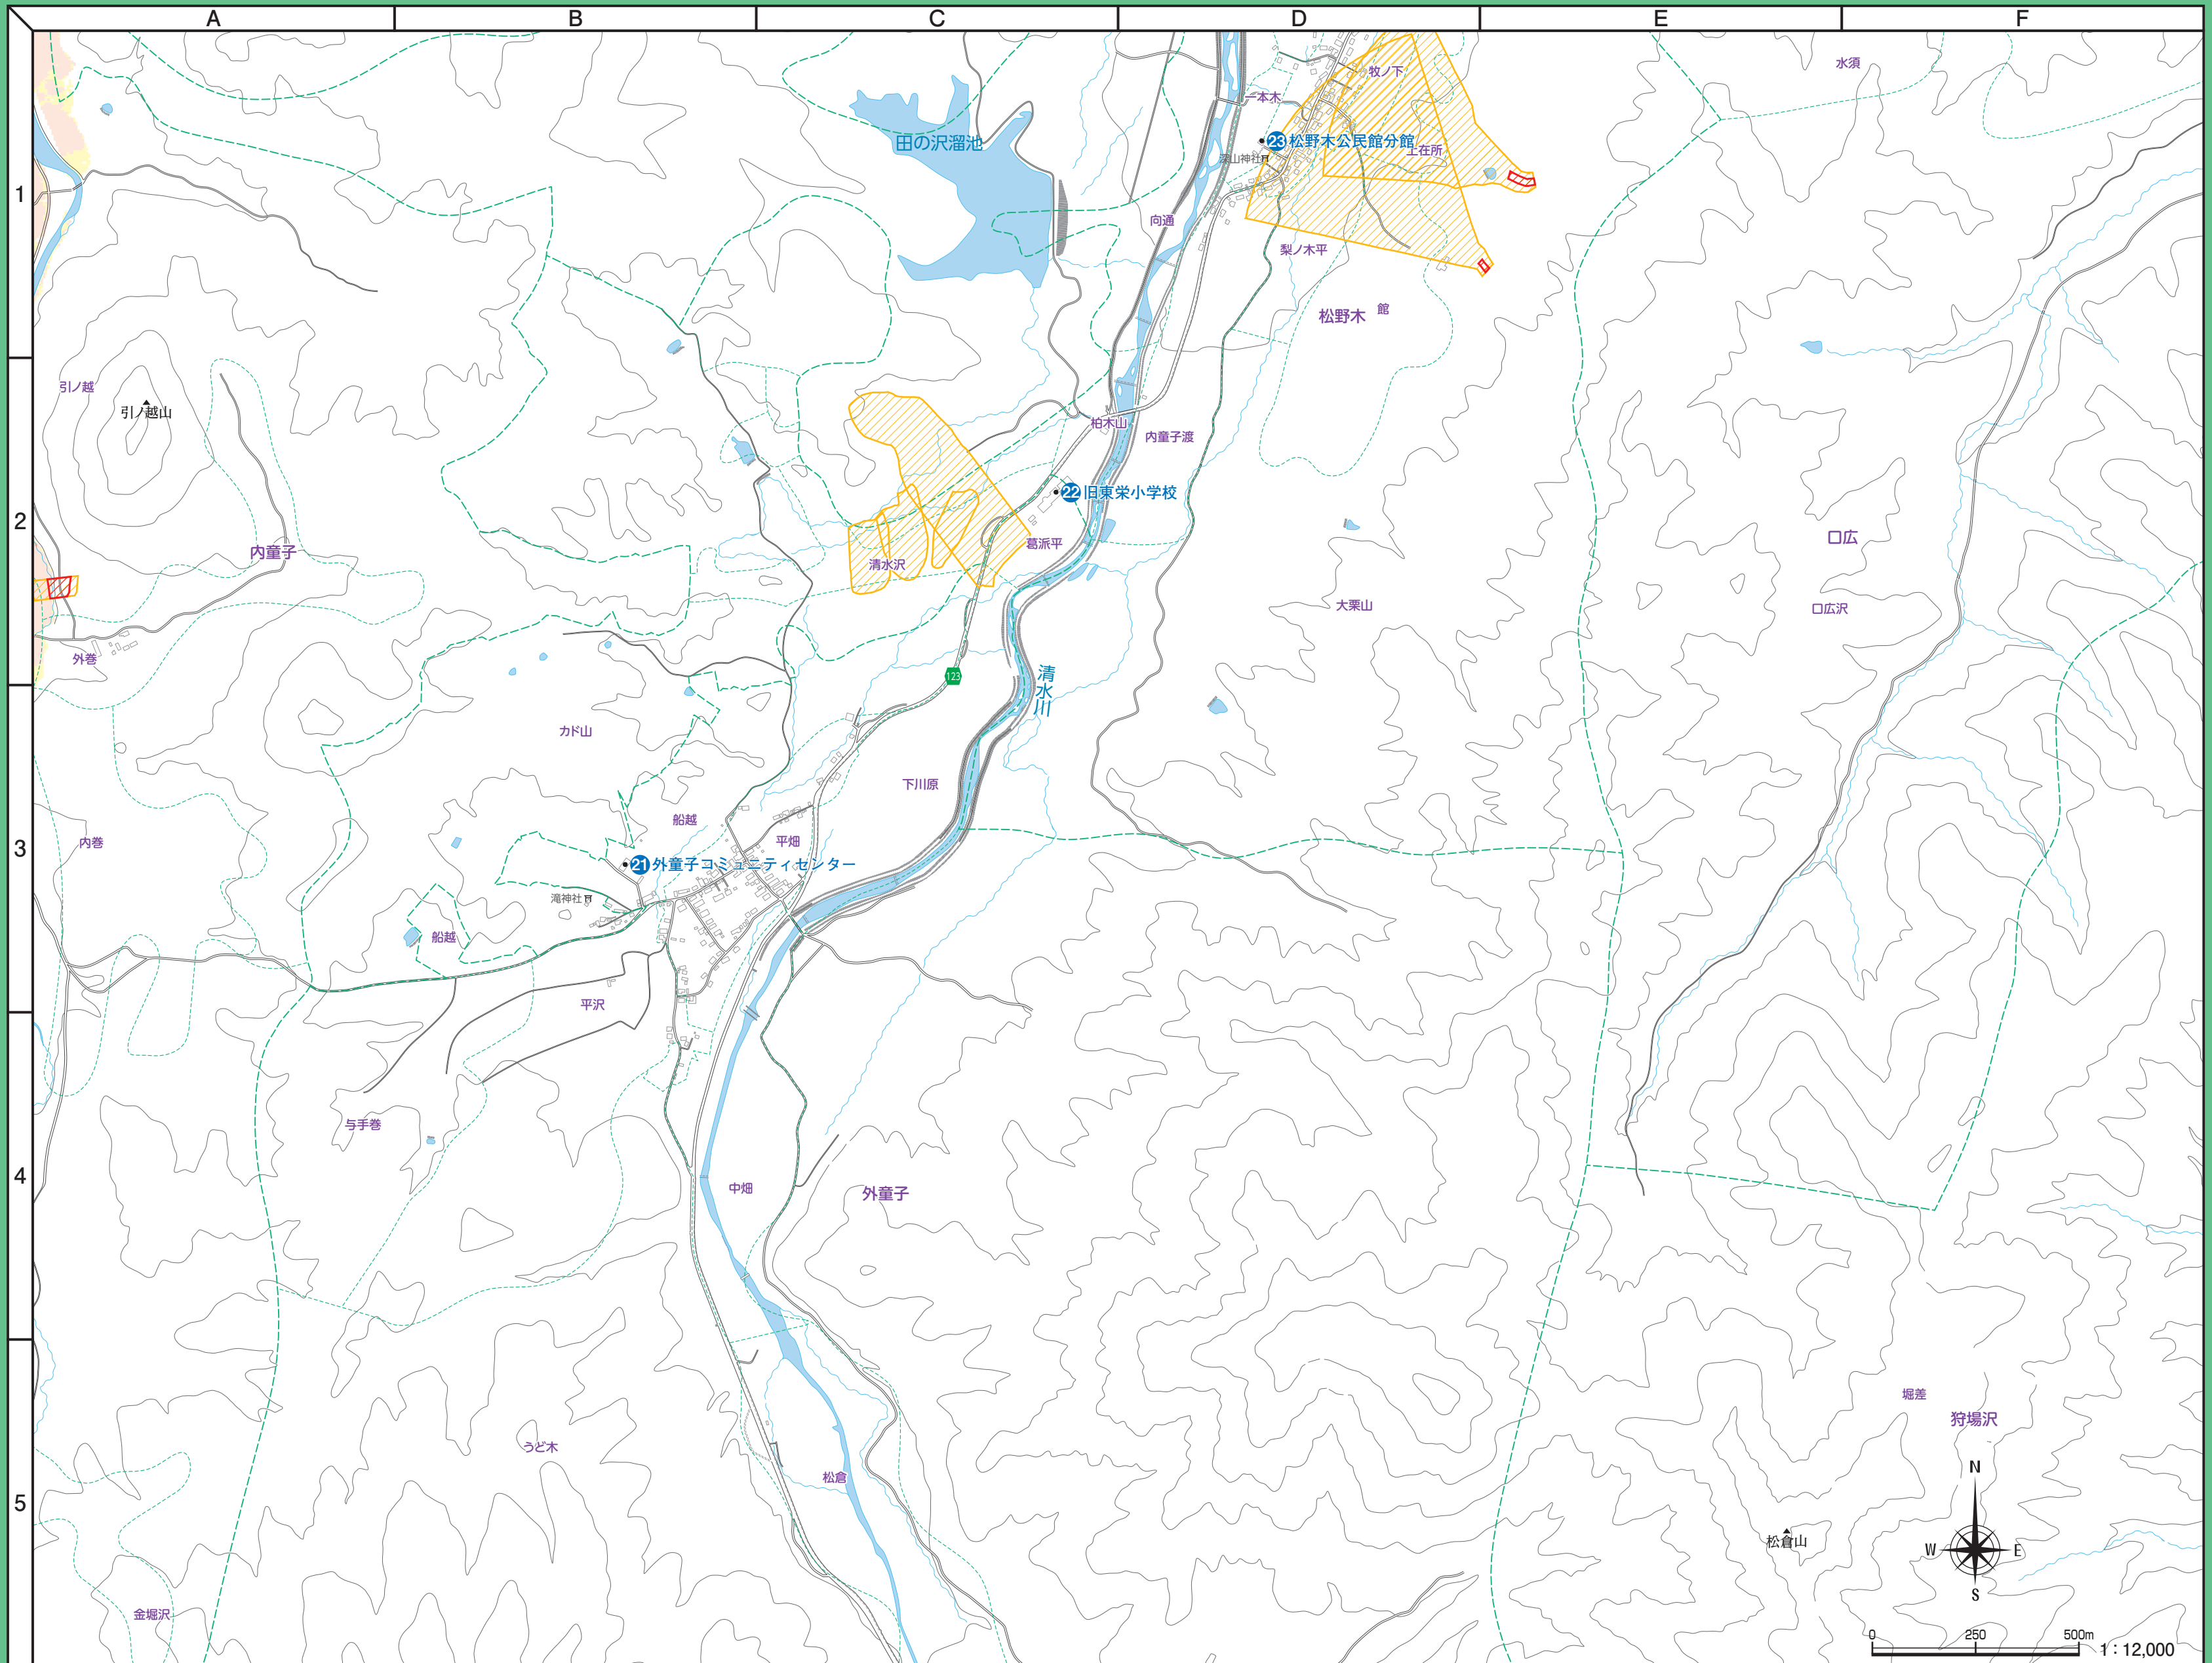 A
B
C
D
E
F
1
2
3
4
5
水須
牧ノ下
一本木
23 松野木公民館分館
上在所
深山神社
田の沢溜池
向通
梨ノ木平
松野木
館
引ノ越
引ノ越山
柏木山
内童子渡
22 旧東栄小学校
葛派平
清水沢
内童子
口広
口広沢
大栗山
外巻
123
清水川
カド山
下川原
船越
平畑
内巻
21 外童子コミュニティセンター
滝神社
船越
平沢
与手巻
中畑
外童子
堀差
狩場沢
うど木
松倉
松倉山
金堀沢
N
W
E
S
0
250
500m
1:12,000